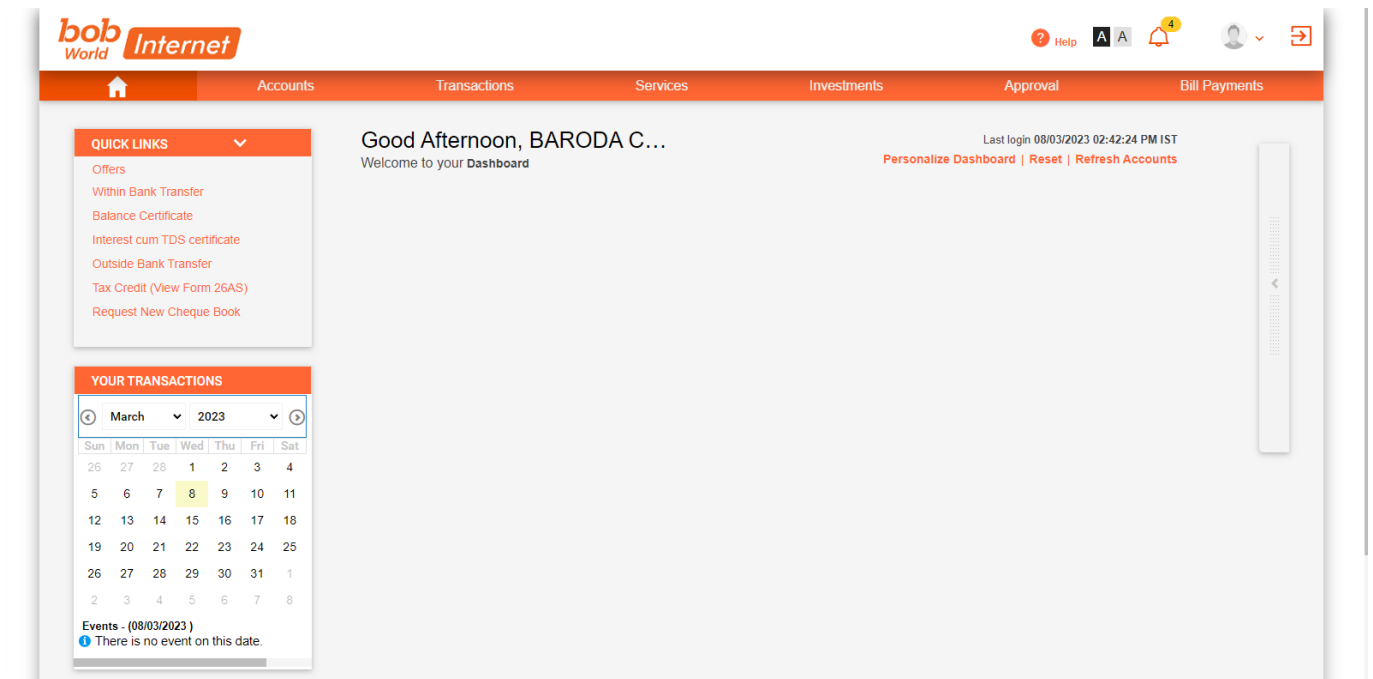 bob
World Internet
Help A A 4
Accounts Transactions Services Investments Approval Bill Payments
QUICK LINKS
Offers
Within Bank Transfer
Balance Certificate
Interest cum TDS certificate
Outside Bank Transfer
Tax Credit (View Form 26AS)
Request New Cheque Book
Good Afternoon, BARODA C...
Welcome to your Dashboard
Last login 08/03/2023 02:42:24 PM IST
Personalize Dashboard | Reset | Refresh Accounts
YOUR TRANSACTIONS
March 2023
Sun Mon Tue Wed Thu Fri Sat
26 27 28 1 2 3 4
5 6 7 8 9 10 11
12 13 14 15 16 17 18
19 20 21 22 23 24 25
26 27 28 29 30 31 1
2 3 4 5 6 7 8
Events - (08/03/2023 )
There is no event on this date.